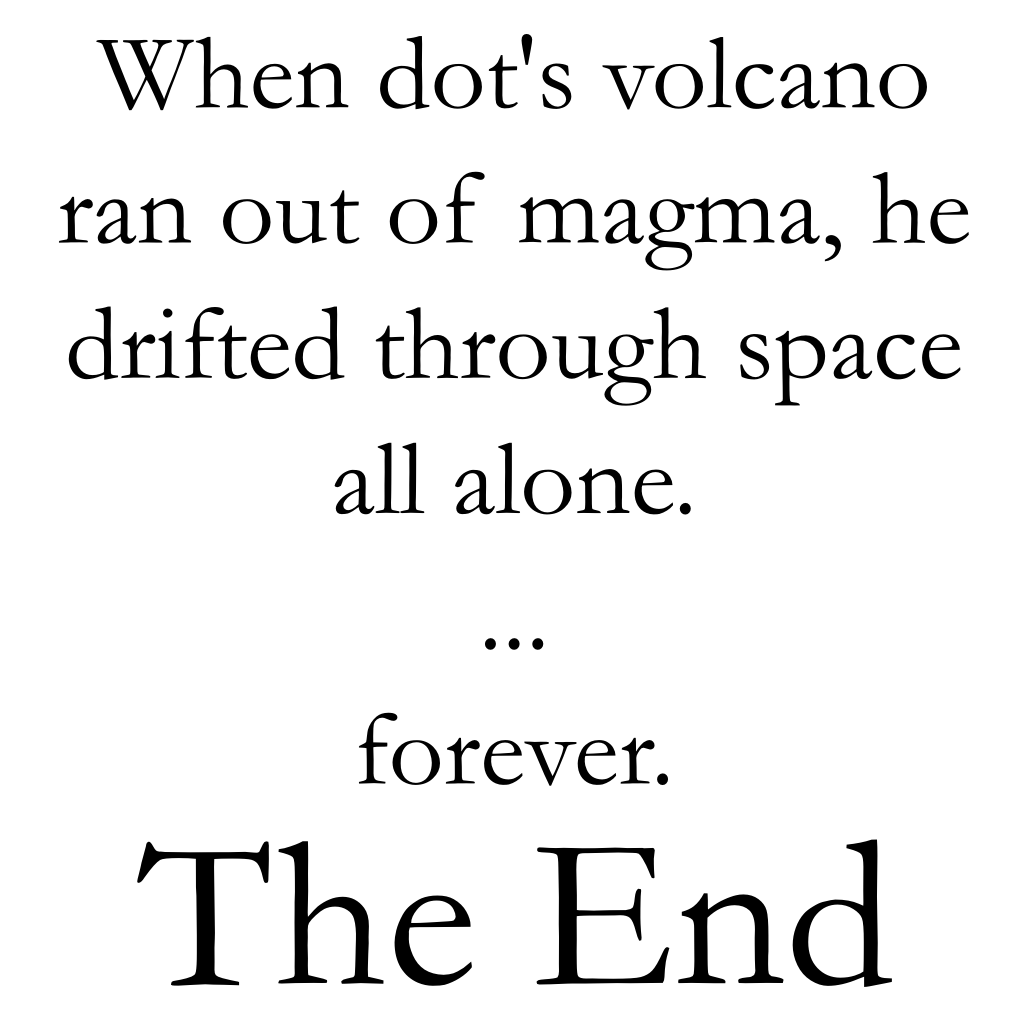 When dot's volcano
ran out of magma, he
drifted through space
all alone.
...
forever.
The End